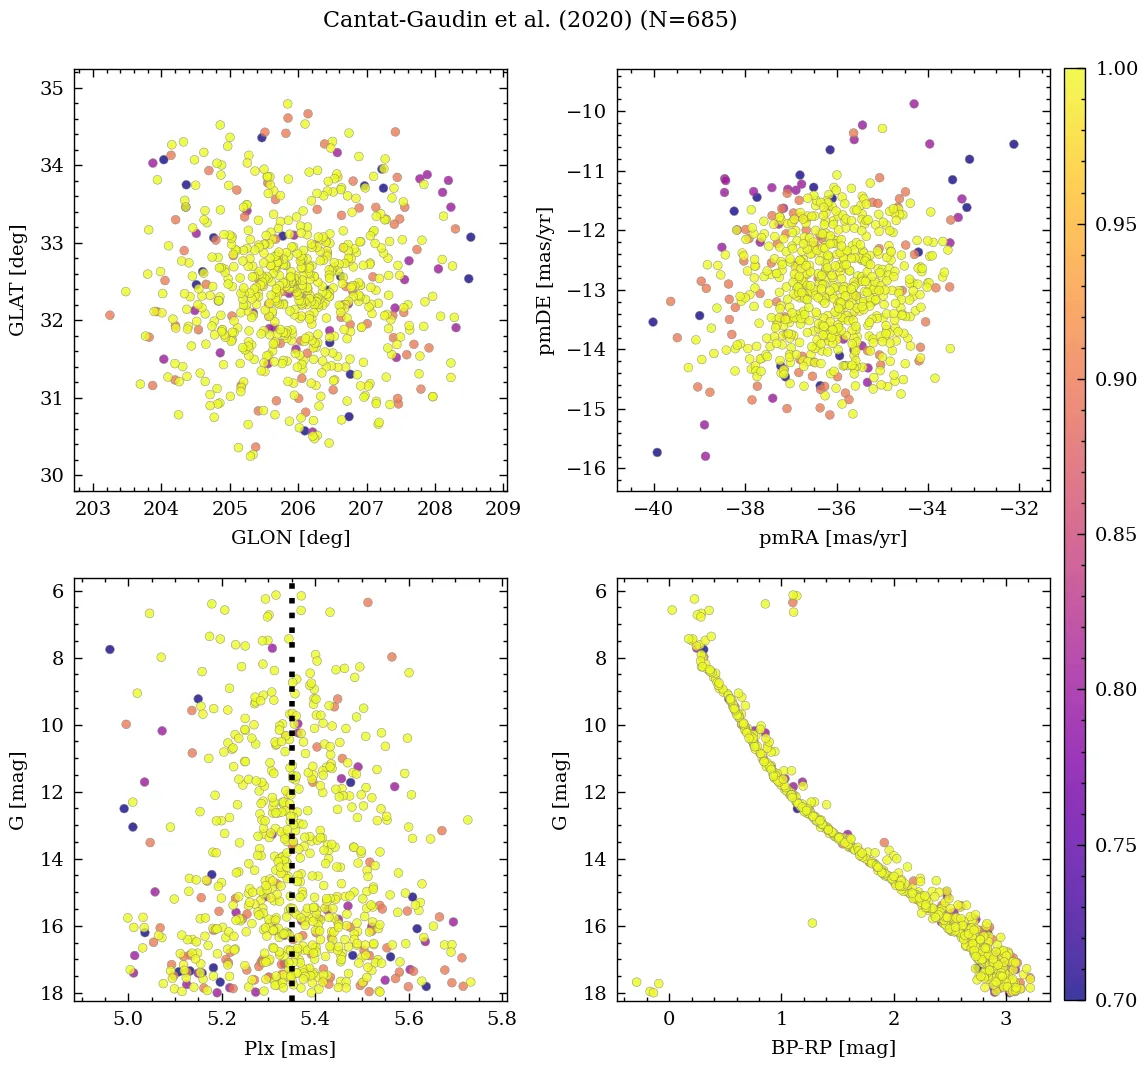 Cantat-Gaudin et al. (2020) (N=685)
35
34
33
32
31
30
GLAT [deg]
203 204 205 206 207 208 209
GLON [deg]
−10
−11
−12
−13
−14
−15
−16
pmDE [mas/yr]
−40 −38 −36 −34 −32
pmRA [mas/yr]
1.00
0.95
0.90
0.85
0.80
0.75
0.70
6
8
10
12
14
16
18
G [mag]
5.0 5.2 5.4 5.6 5.8
Plx [mas]
6
8
10
12
14
16
18
G [mag]
0 1 2 3
BP-RP [mag]